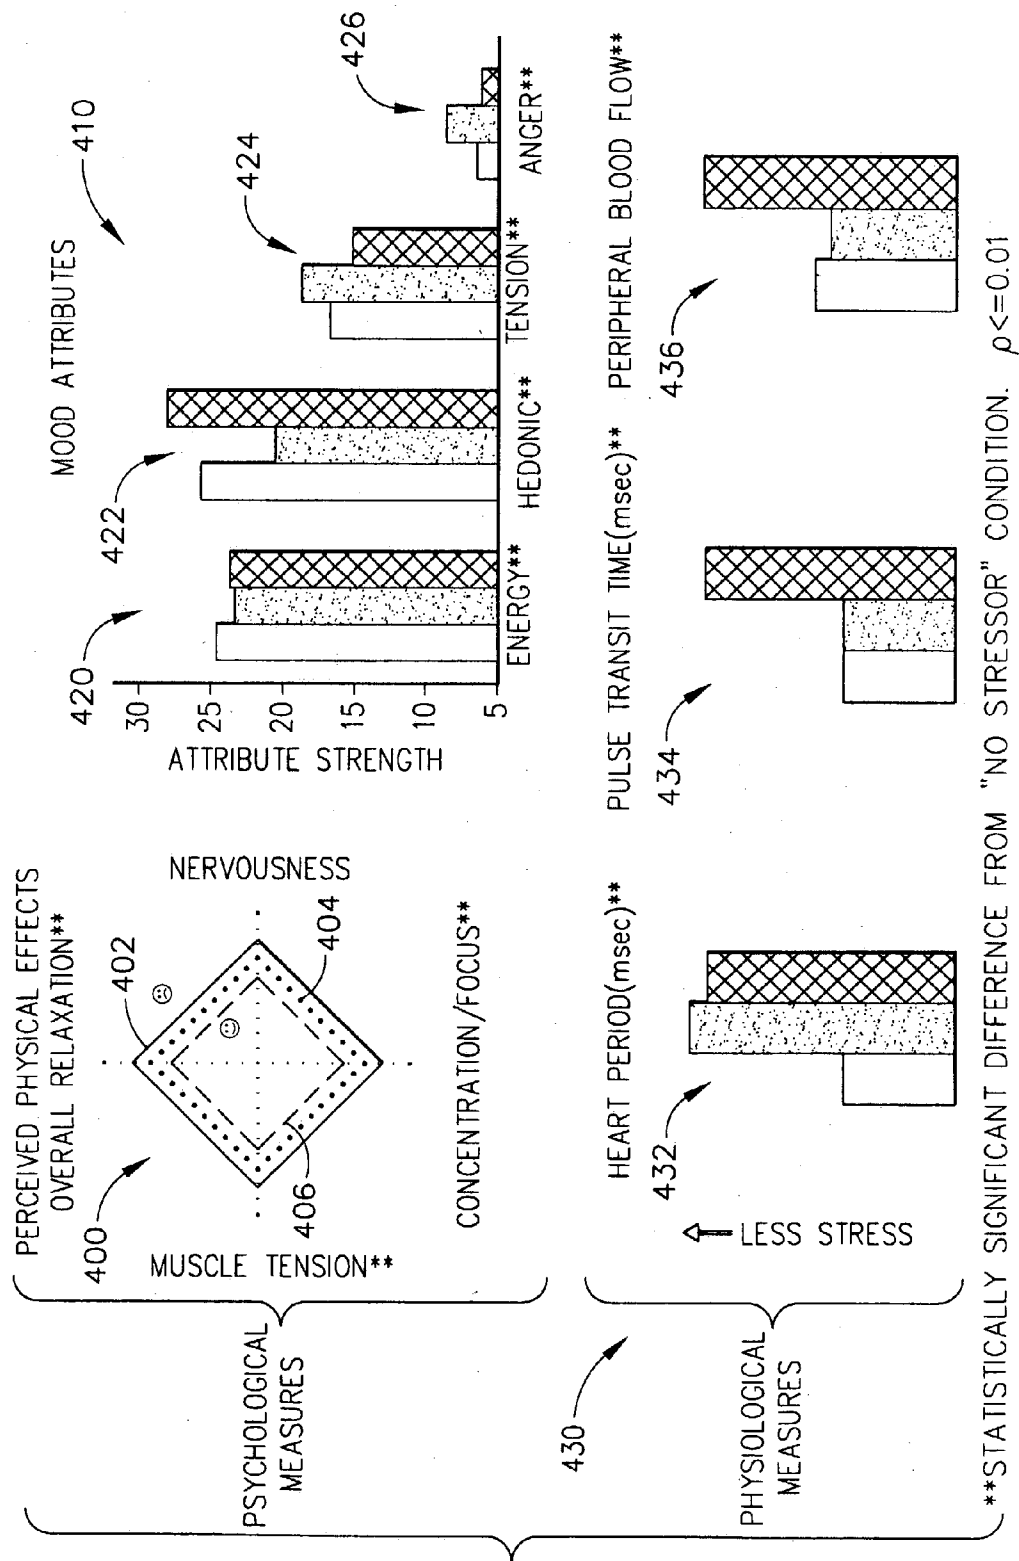 PSYCHOLOGICAL
MEASURES
PERCEIVED PHYSICAL EFFECTS
OVERALL RELAXATION**
400
402
404
406
MUSCLE TENSION**
NERVOUSNESS
CONCENTRATION/FOCUS**
MOOD ATTRIBUTES
410
420
422
424
426
ATTRIBUTE STRENGTH
30
25
20
15
10
5
ENERGY**
HEDONIC**
TENSION**
ANGER**
430
PHYSIOLOGICAL
MEASURES
LESS STRESS
HEART PERIOD(msec)**
432
PULSE TRANSIT TIME(msec)**
434
PERIPHERAL BLOOD FLOW**
436
**STATISTICALLY SIGNIFICANT DIFFERENCE FROM "NO STRESSOR" CONDITION. ρ<=0.01